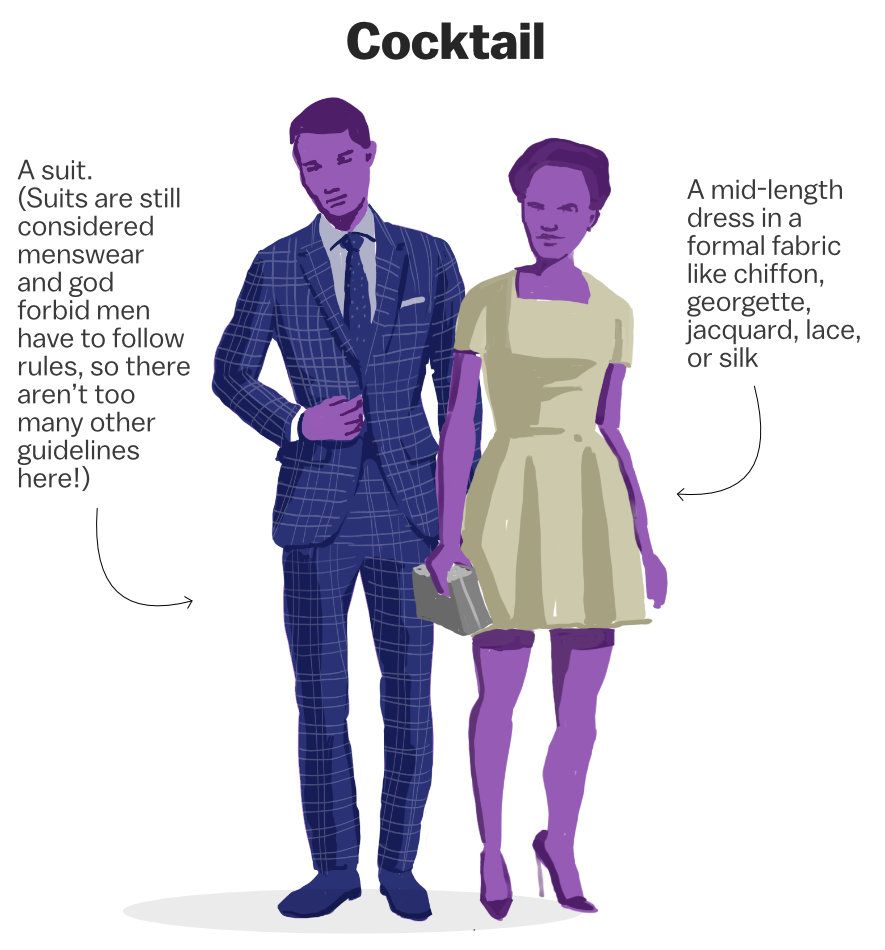 Cocktail
A suit.
(Suits are still
considered
menswear
and god
forbid men
have to follow
rules, so there
aren’t too
many other
guidelines
here!)
A mid-length
dress in a
formal fabric
like chiffon,
georgette,
jacquard, lace,
or silk